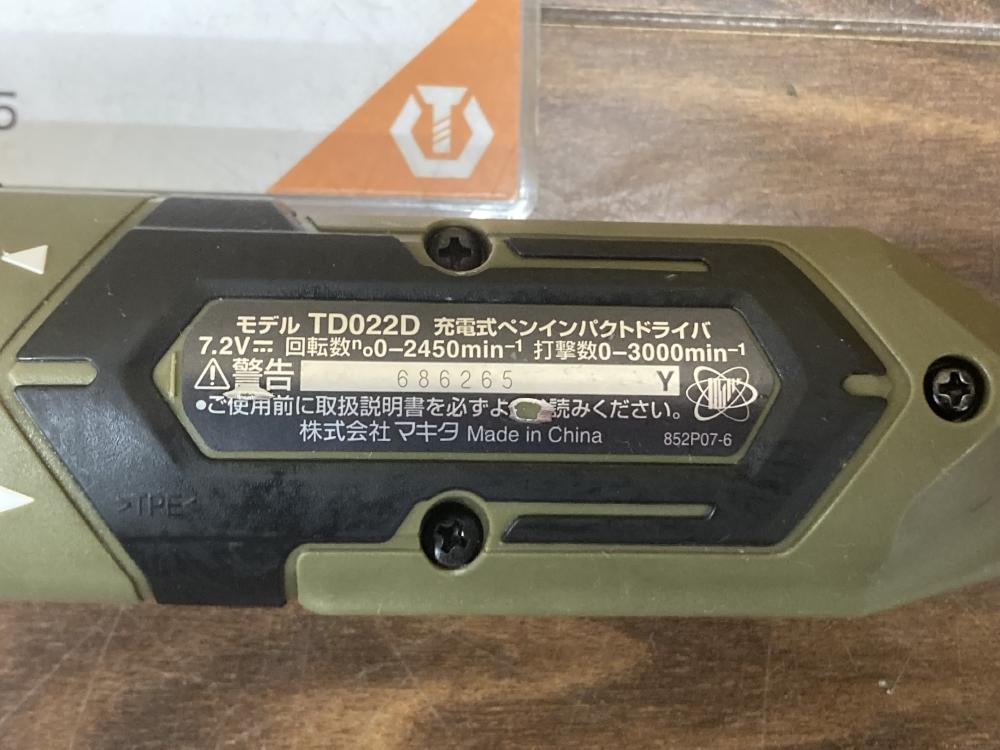 5
モデル TD022D 充電式ペンインパクトドライバ
7.2V⎓ 回転数n₀0-2450min⁻¹ 打撃数0-3000min⁻¹
⚠警告 686265 Y
●ご使用前に取扱説明書を必ずよ 読みください。
株式会社 マキタ Made in China 852P07-6
>TPE<